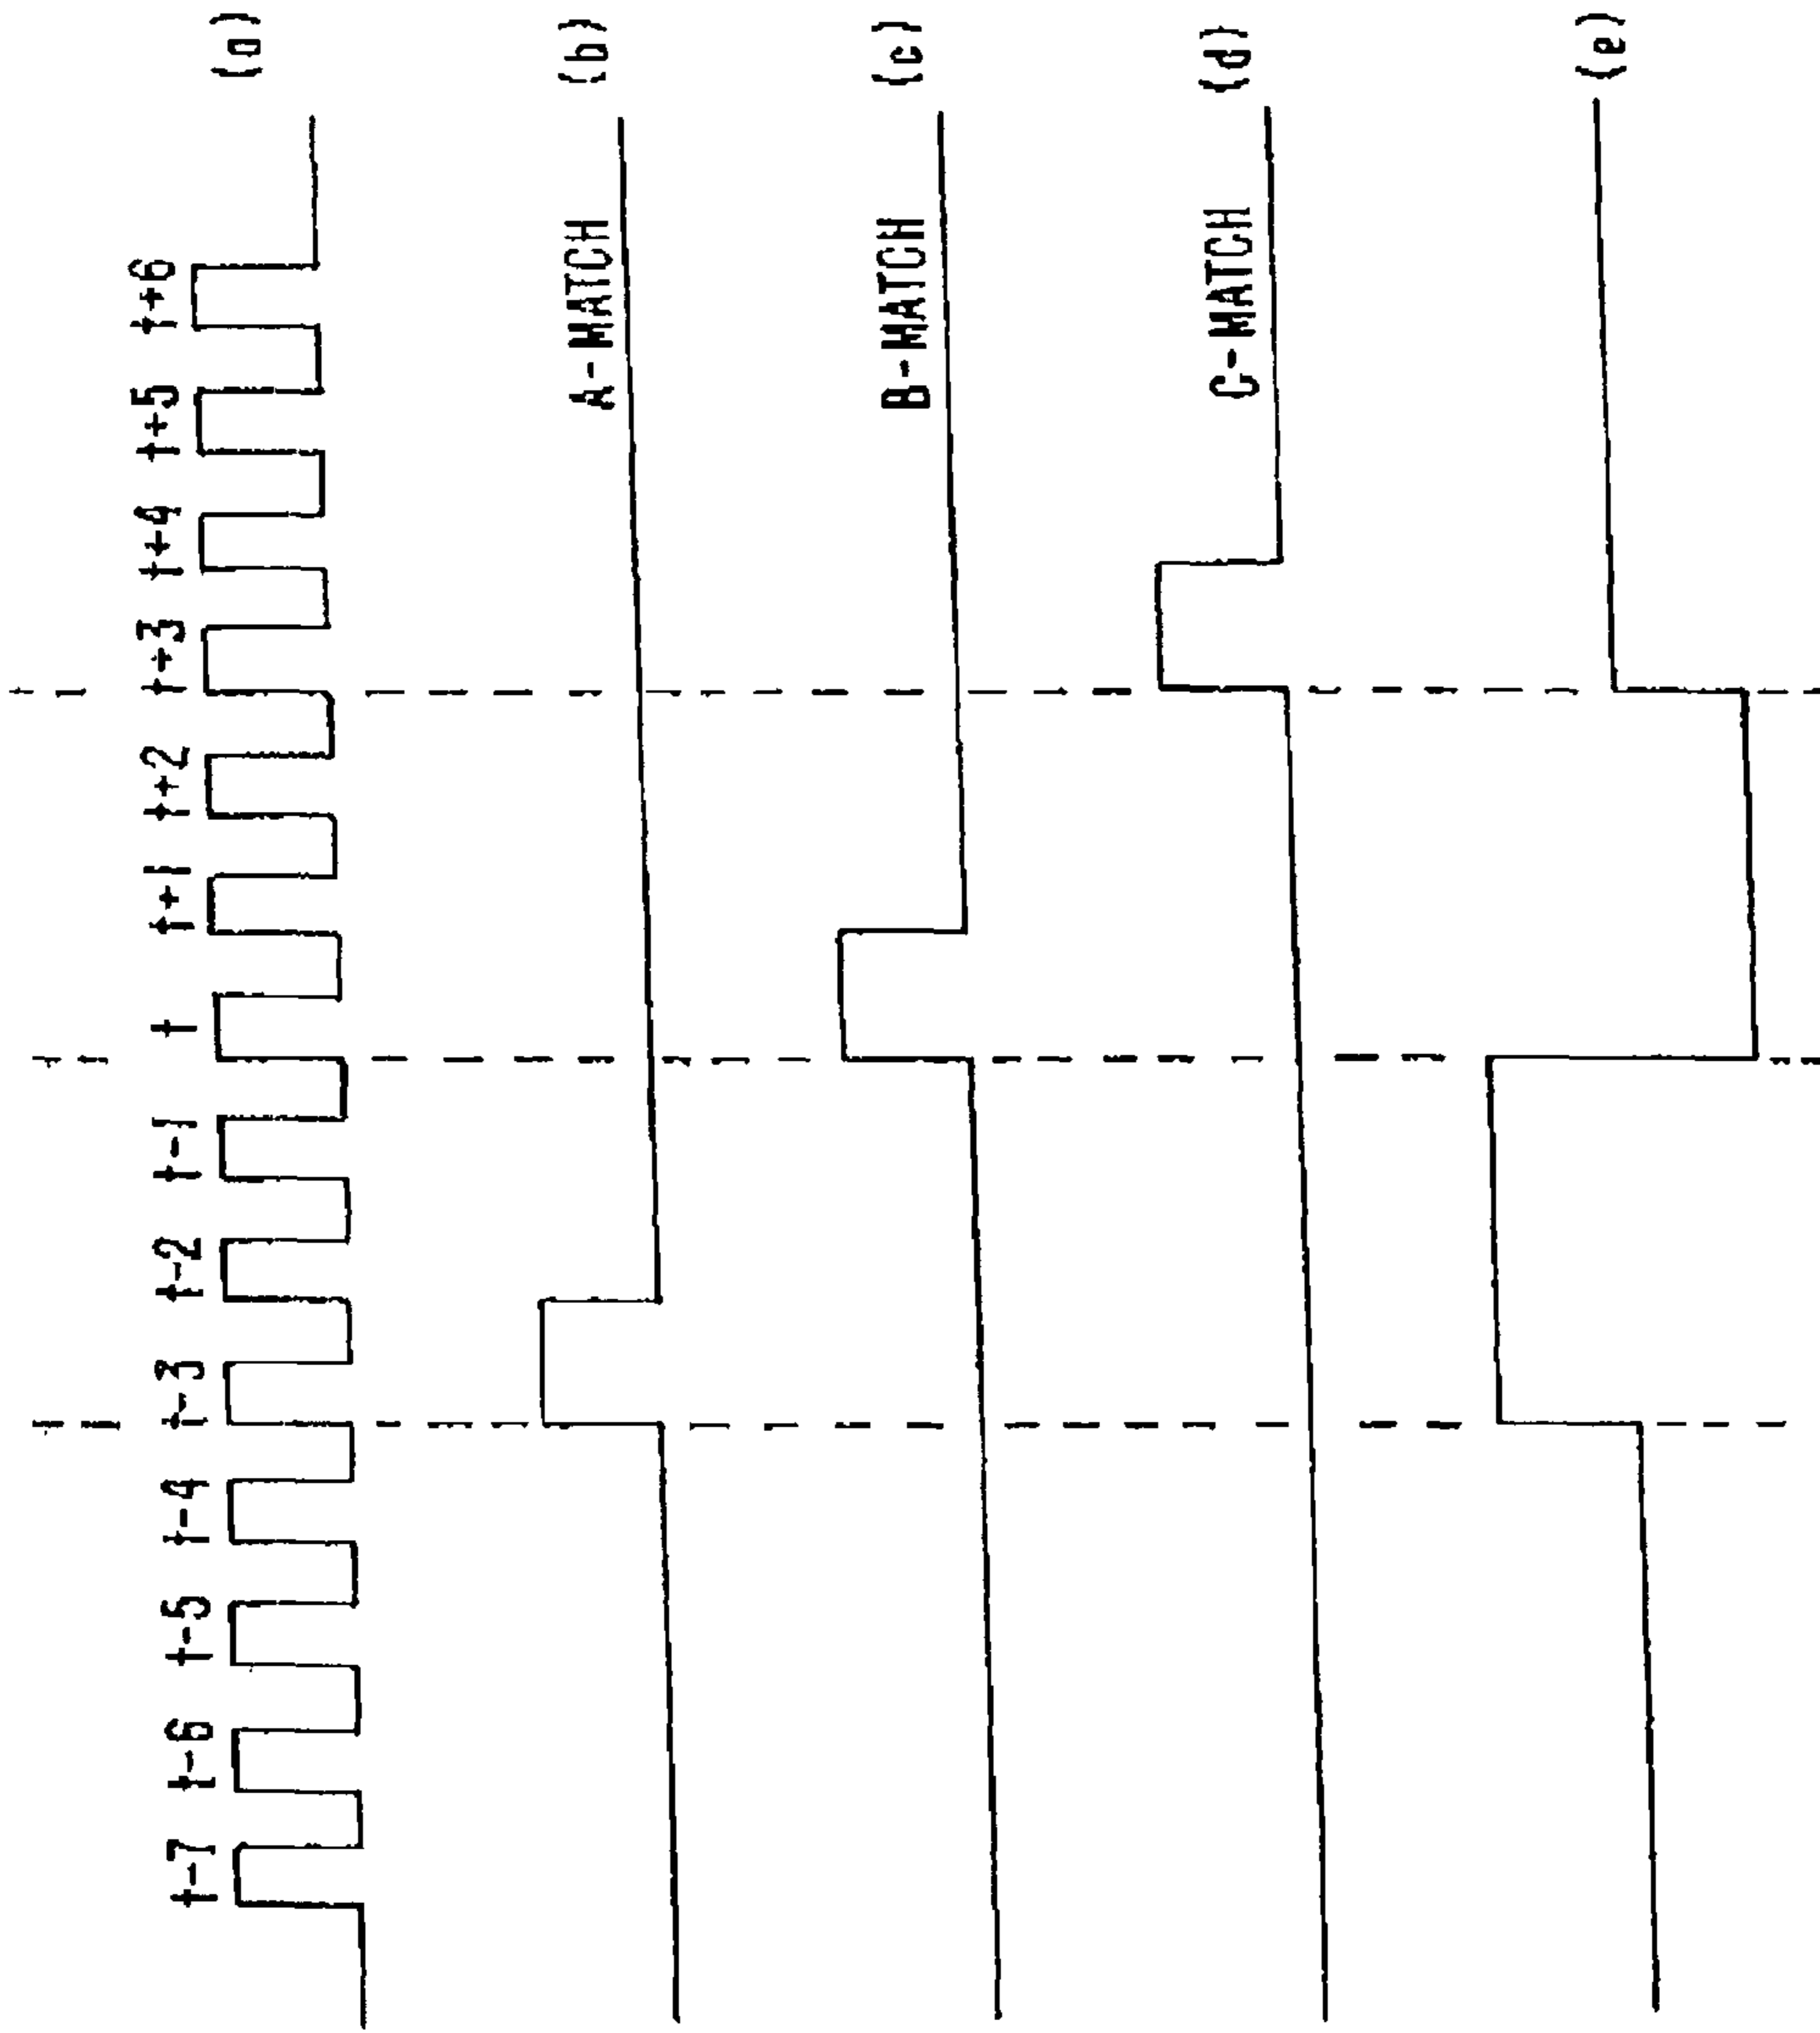 t-7 t-6 t-5 t-4 t-3 t-2 t-1 t t+1 t+2 t+3 t+4 t+5 t+6 (a)
A-MATCH (b)
B-MATCH (c)
C-MATCH (d)
(e)